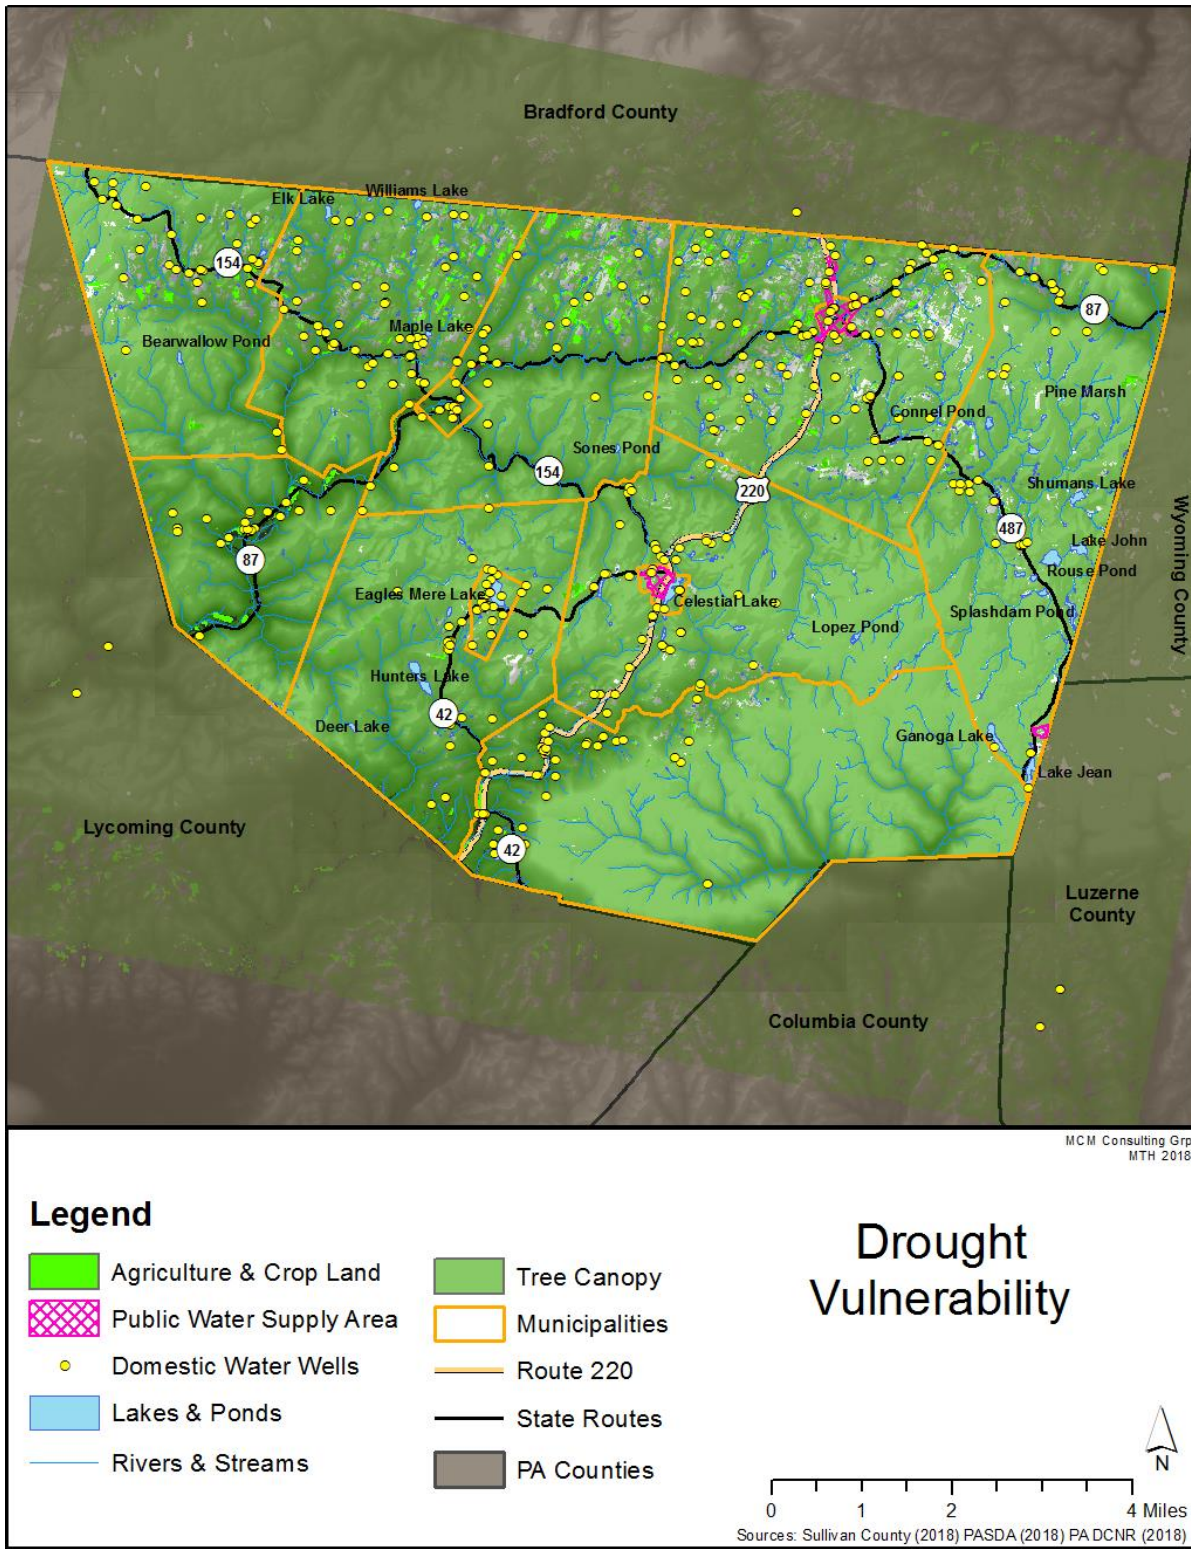 Bradford County
Williams Lake
Elk Lake
154
87
Maple Lake
Bearwallow Pond
Pine Marsh
Connel Pond
Sones Pond
154
220
Shumans Lake
Wyoming County
487
Lake John
87
Rouse Pond
Eagles Mere Lake
Celestial Lake
Splashdam Pond
Lopez Pond
Hunters Lake
42
Deer Lake
Ganoga Lake
Lake Jean
Lycoming County
42
Luzerne
County
Columbia County
MCM Consulting Grp
MTH 2018
Legend
Agriculture & Crop Land
Public Water Supply Area
Domestic Water Wells
Lakes & Ponds
Rivers & Streams
Tree Canopy
Municipalities
Route 220
State Routes
PA Counties
Drought
Vulnerability
N
0 1 2 4 Miles
Sources: Sullivan County (2018) PASDA (2018) PA DCNR (2018)